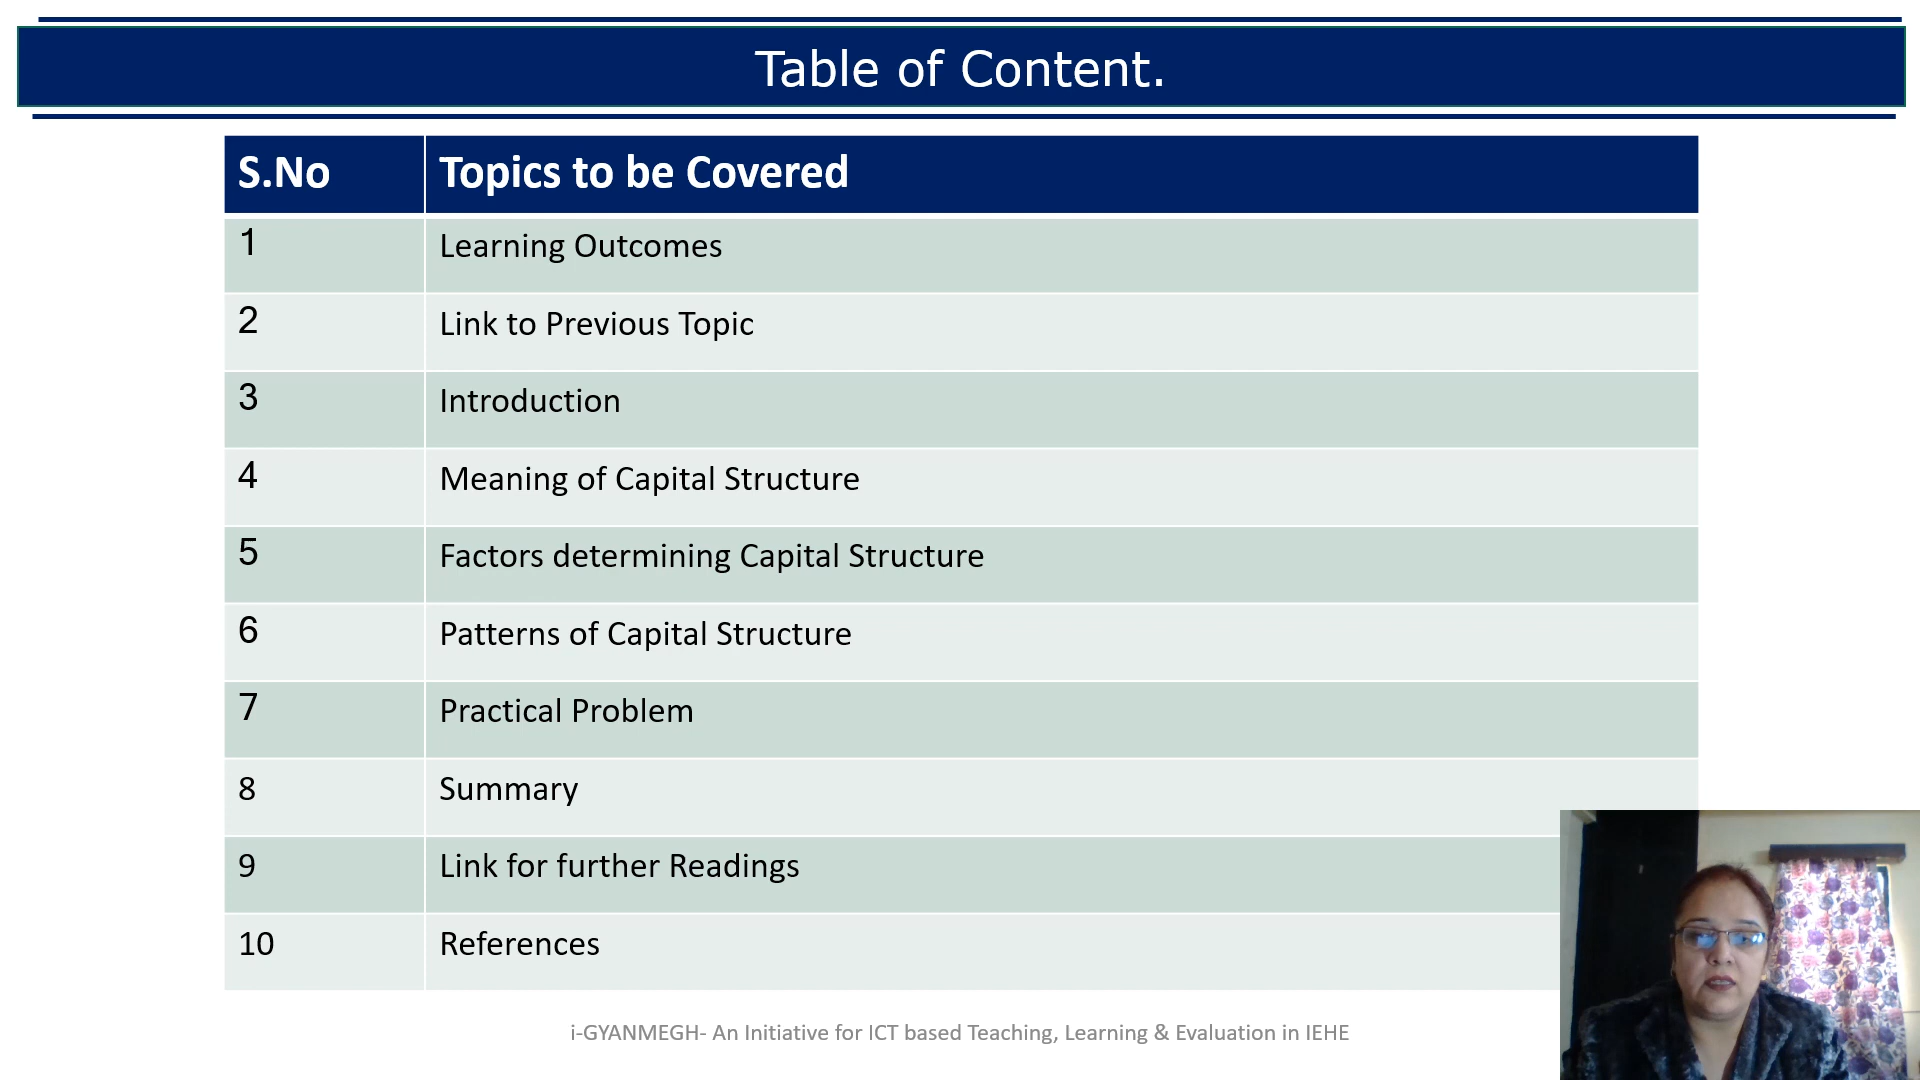 Table of Content.
S.No Topics to be Covered
1 Learning Outcomes
2 Link to Previous Topic
3 Introduction
4 Meaning of Capital Structure
5 Factors determining Capital Structure
6 Patterns of Capital Structure
7 Practical Problem
8 Summary
9 Link for further Readings
10 References
i-GYANMEGH- An Initiative for ICT based Teaching, Learning & Evaluation in IEHE